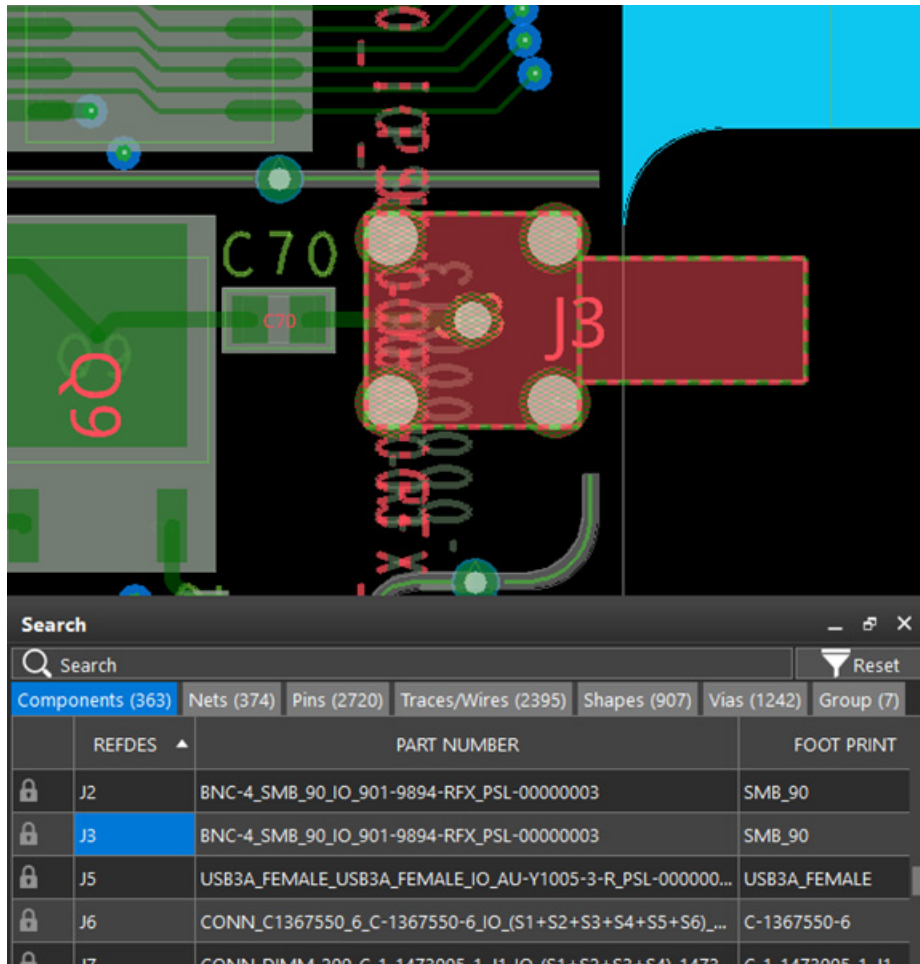 C70
C70
J3
Q9
Search
Search
Reset
Components (363) Nets (374) Pins (2720) Traces/Wires (2395) Shapes (907) Vias (1242) Group (7)
REFDES PART NUMBER FOOT PRINT
J2 BNC-4_SMB_90_IO_901-9894-RFX_PSL-00000003 SMB_90
J3 BNC-4_SMB_90_IO_901-9894-RFX_PSL-00000003 SMB_90
J5 USB3A_FEMALE_USB3A_FEMALE_IO_AU-Y1005-3-R_PSL-000000... USB3A_FEMALE
J6 CONN_C1367550_6_C-1367550-6_IO_(S1+S2+S3+S4+S5+S6)_... C-1367550-6